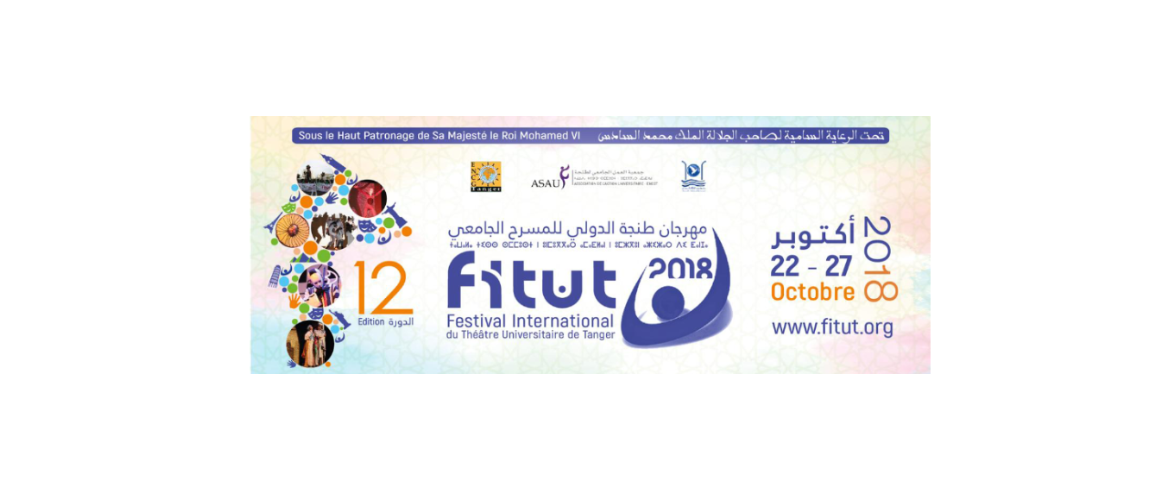 Sous le Haut Patronage de Sa Majesté le Roi Mohamed VI تحت الرعاية السامية لصاحب الجلالة الملك محمد السادس
Tanger
ASAU
مهرجان طنجة الدولي للمسرح الجامعي
fitut 2018
Festival International
du Théâtre Universitaire de Tanger
12
Edition الدورة
أكتوبر
22 - 27
Octobre
2018
www.fitut.org